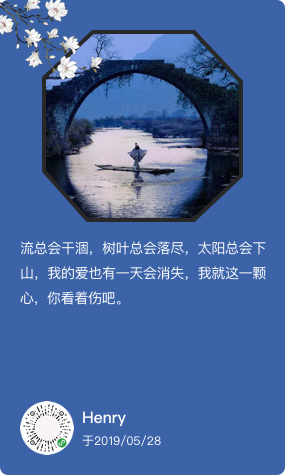 流总会干涸，树叶总会落尽，太阳总会下
山，我的爱也有一天会消失，我就这一颗
心，你看着伤吧。
Henry
于2019/05/28